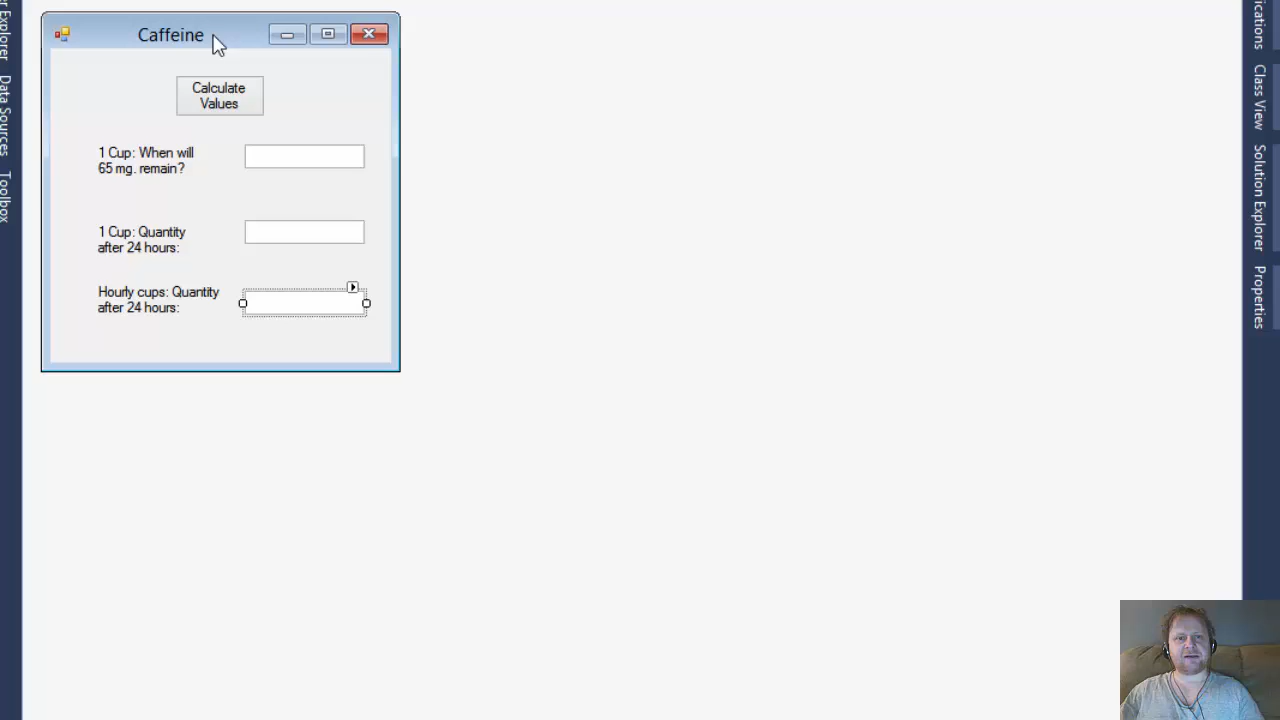 Caffeine
Calculate
Values
1 Cup: When will
65 mg. remain?
1 Cup: Quantity
after 24 hours:
Hourly cups: Quantity
after 24 hours:
Explorer
Data Sources
Toolbox
Class View
Solution Explorer
Properties